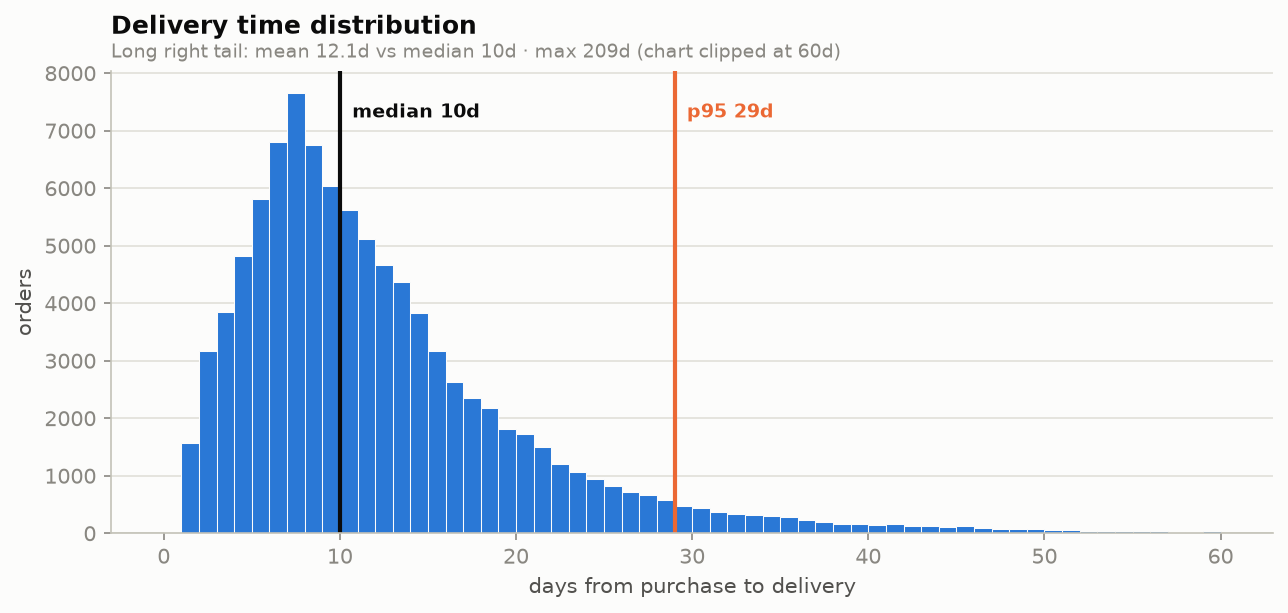 Delivery time distribution
Long right tail: mean 12.1d vs median 10d · max 209d (chart clipped at 60d)
8000
7000
6000
5000
4000
3000
2000
1000
0
orders
median 10d
p95 29d
0 10 20 30 40 50 60
days from purchase to delivery